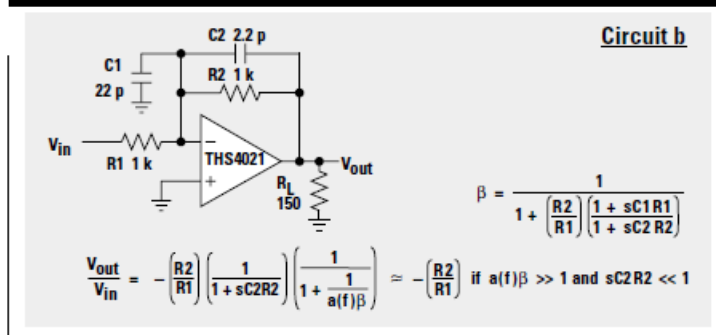 Circuit b
C2 2.2 p
C1
22 p
R2 1 k
Vin
R1 1 k
−
+
THS4021
Vout
RL
150
β = 1 / (1 + (R2/R1) (1 + sC1R1 / 1 + sC2 R2))
Vout/Vin = −(R2/R1) (1 / 1 + sC2R2) (1 / 1 + 1/a(f)β) ≃ −(R2/R1) if a(f)β >> 1 and sC2R2 << 1